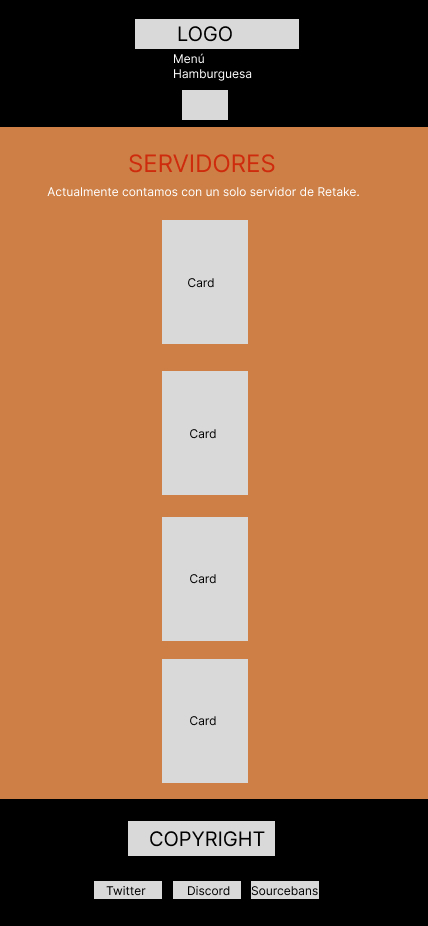 LOGO
Menú
Hamburguesa
SERVIDORES
Actualmente contamos con un solo servidor de Retake.
Card
Card
Card
Card
COPYRIGHT
Twitter Discord Sourcebans